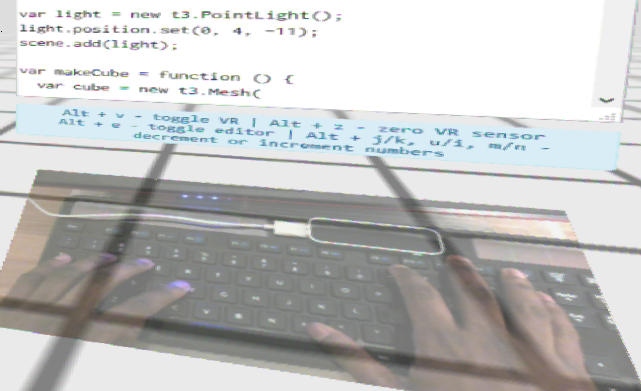 var light = new t3.PointLight();
light.position.set(0, 4, -11);
scene.add(light);
var makeCube = function () {
var cube = new t3.Mesh(
Alt + v - toggle VR | Alt + z - zero VR sensor
Alt + e - toggle editor | Alt + j/k, u/i, m/n -
decrement or increment numbers